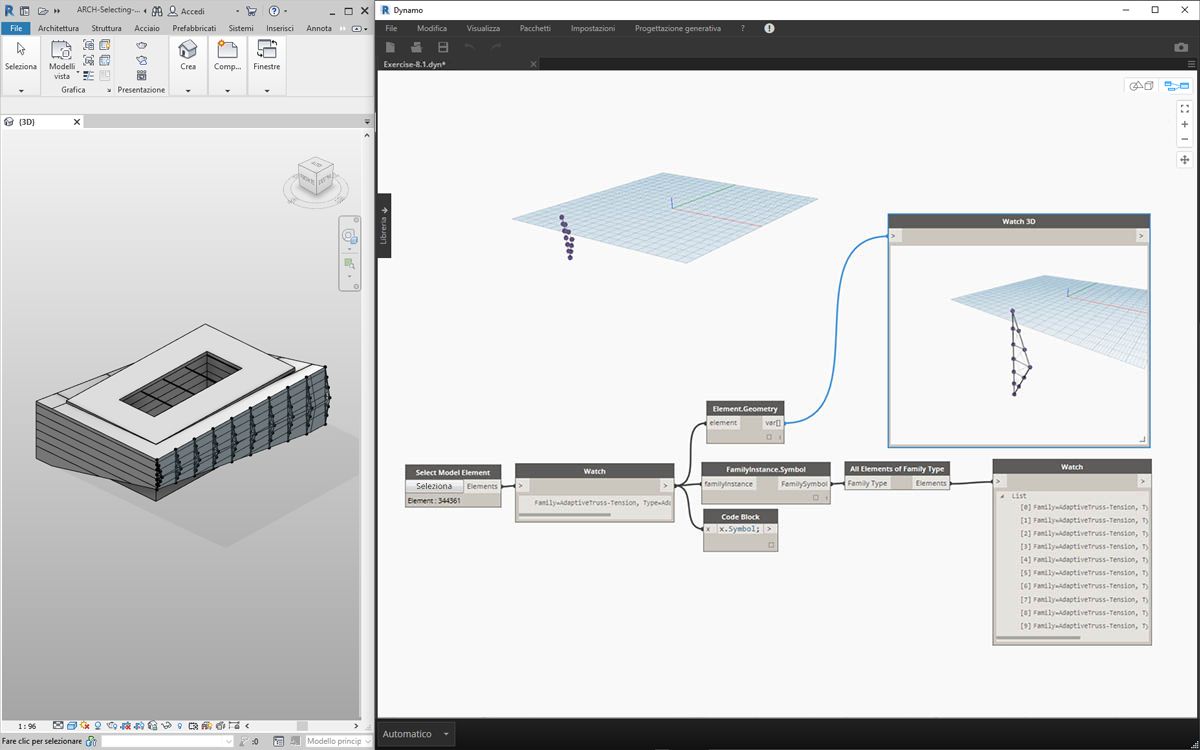 ARCH-Selecting-...
Accedi
File Architettura Struttura Acciaio Prefabbricati Sistemi Inserisci Annota
Seleziona
Modelli vista
Crea
Comp...
Finestre
Grafica
Presentazione
{3D}
1 : 96
Fare clic per selezionare
:0
Modello princip
Dynamo
File Modifica Visualizza Pacchetti Impostazioni Progettazione generativa ?
Exercise-8.1.dyn*
Libreria
Watch 3D
>
>
Element.Geometry
element var[]
Select Model Element
Seleziona Elements
Element : 344361
Watch
> >
Family=AdaptiveTruss-Tension, Type=Ada
FamilyInstance.Symbol
familyInstance FamilySymbol
All Elements of Family Type
Family Type Elements
Code Block
x x.Symbol; >
Watch
> >
List
[0] Family=AdaptiveTruss-Tension, Ty
[1] Family=AdaptiveTruss-Tension, Ty
[2] Family=AdaptiveTruss-Tension, Ty
[3] Family=AdaptiveTruss-Tension, Ty
[4] Family=AdaptiveTruss-Tension, Ty
[5] Family=AdaptiveTruss-Tension, Ty
[6] Family=AdaptiveTruss-Tension, Ty
[7] Family=AdaptiveTruss-Tension, Ty
[8] Family=AdaptiveTruss-Tension, Ty
[9] Family=AdaptiveTruss-Tension, Ty
Automatico